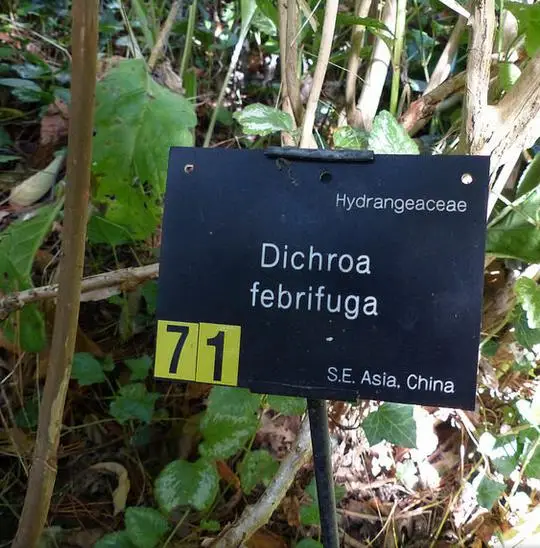 Hydrangeaceae
Dichroa
febrifuga
71
S.E. Asia, China